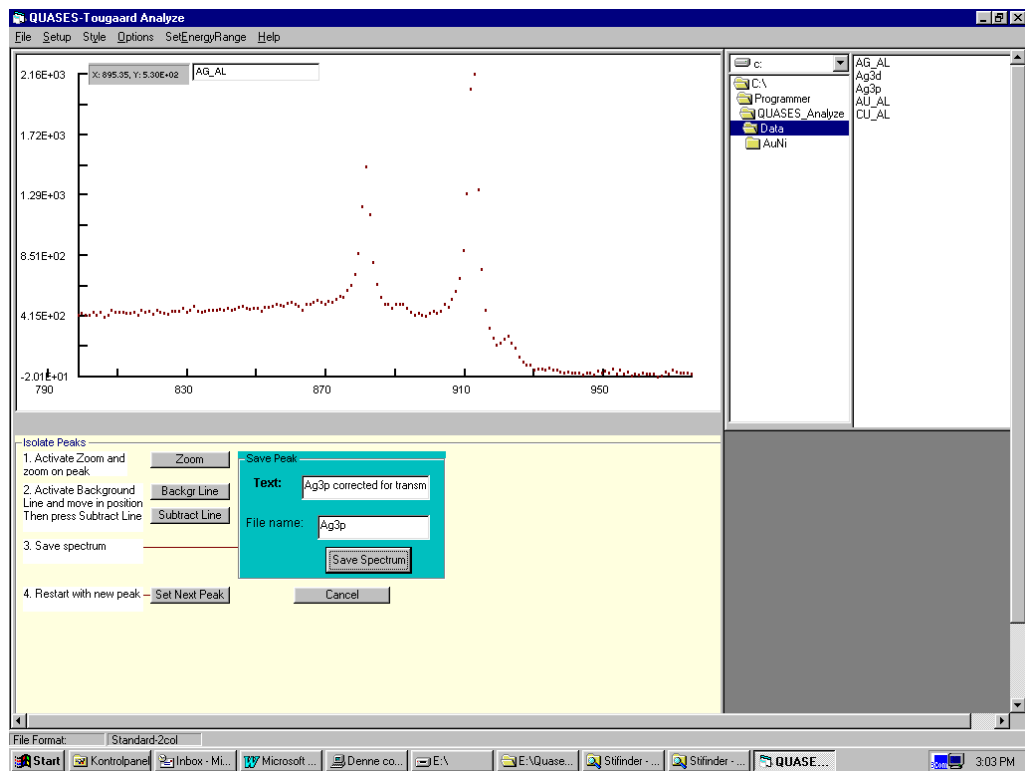 QUASES-Tougaard Analyze
File Setup Style Options SetEnergyRange Help
2.16E+03
X: 895.35, Y: 5.30E+02
AG_AL
1.72E+03
1.29E+03
8.51E+02
4.15E+02
-2.01E+01
790 830 870 910 950
c:
C:\
Programmer
QUASES_Analyze
Data
AuNi
AG_AL
Ag3d
Ag3p
AU_AL
CU_AL
Isolate Peaks
1. Activate Zoom and
zoom on peak
Zoom
2. Activate Background
Line and move in position
Then press Subtract Line
Backgr Line
Subtract Line
3. Save spectrum
4. Restart with new peak
Set Next Peak
Save Peak
Text: Ag3p corrected for transm
File name: Ag3p
Save Spectrum
Cancel
File Format: Standard-2col
Start Kontrolpanel Inbox - Mi... Microsoft ... Denne co... E:\ E:\Quase... Stifinder - ... Stifinder - ... QUASE... 3:03 PM